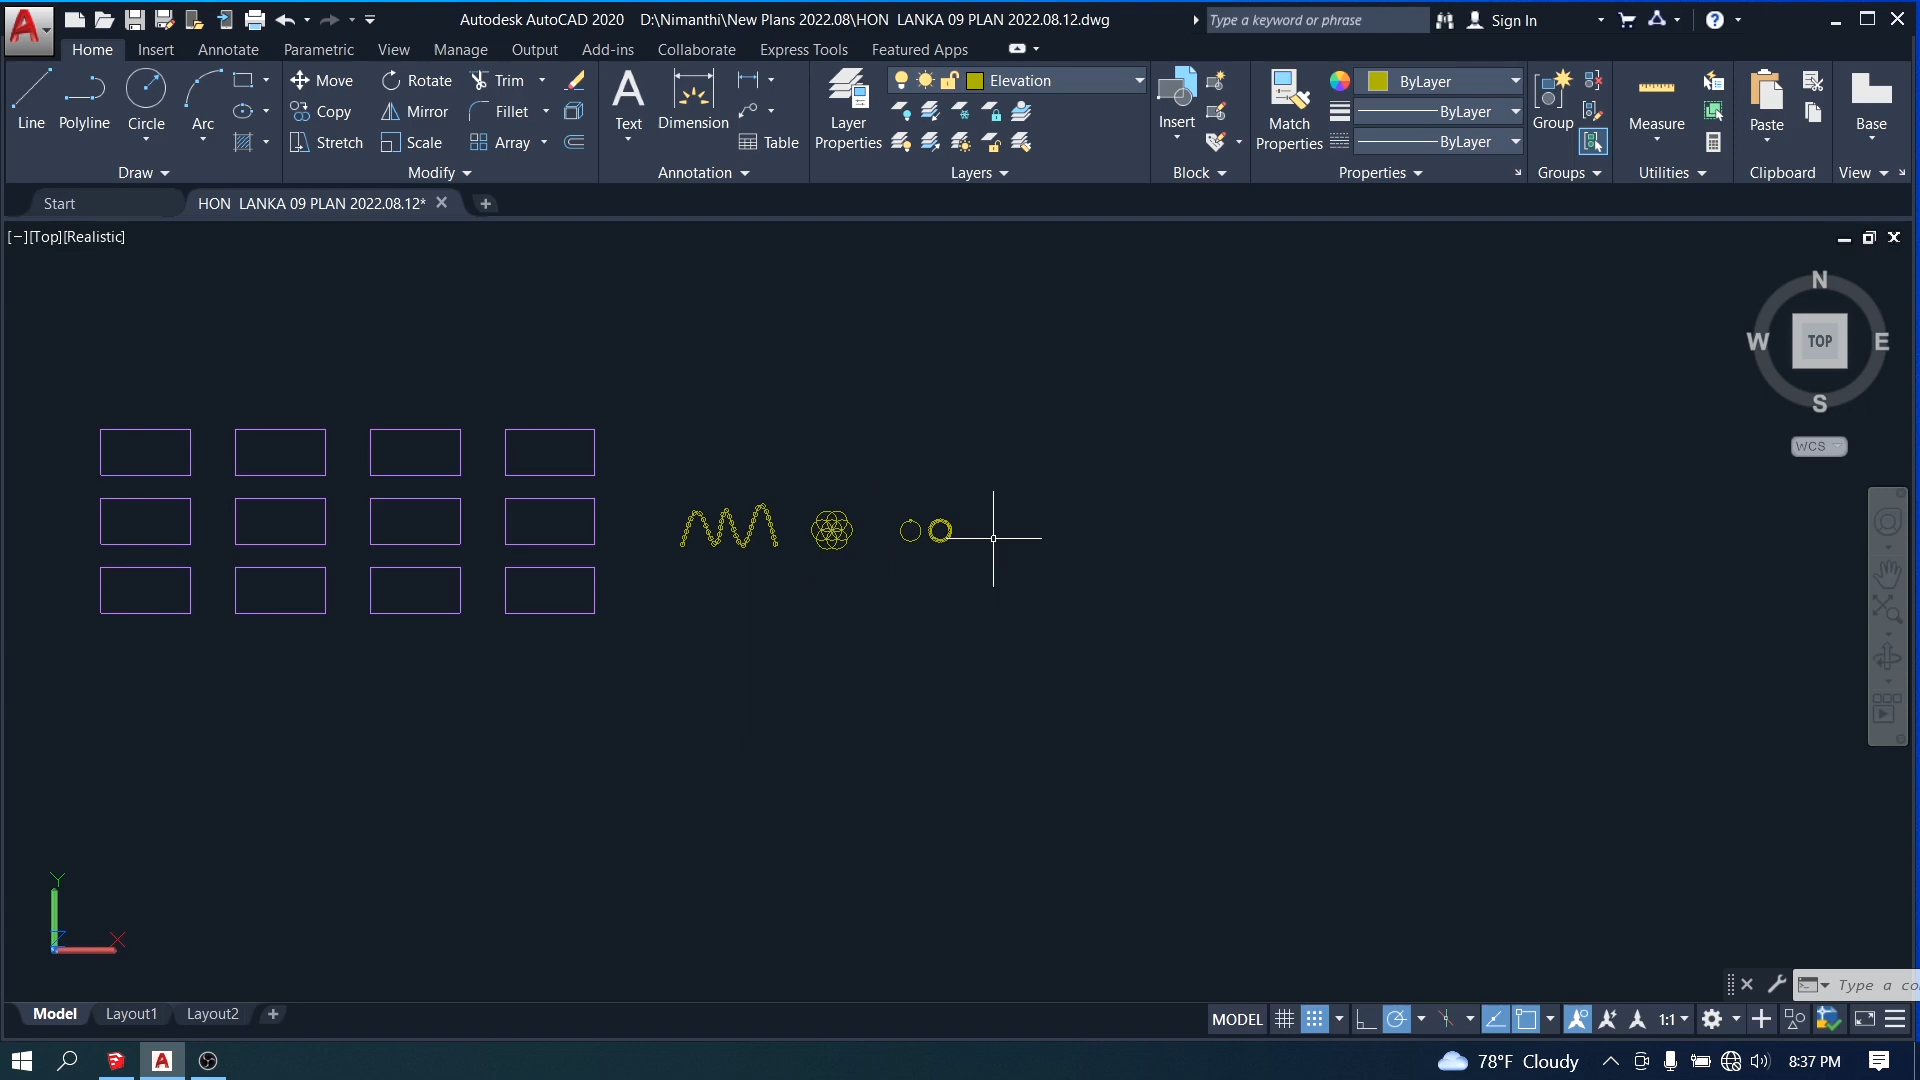 Autodesk AutoCAD 2020 D:\Nimanthi\New Plans 2022.08\HON LANKA 09 PLAN 2022.08.12.dwg
Type a keyword or phrase
Sign In
Home Insert Annotate Parametric View Manage Output Add-ins Collaborate Express Tools Featured Apps
Line Polyline Circle Arc
Move Rotate Trim
Copy Mirror Fillet
Stretch Scale Array
Text Dimension Table
Layer Properties
Elevation
Insert
Match Properties
ByLayer
ByLayer
ByLayer
Group Measure Paste Base
Draw Modify Annotation Layers Block Properties Groups Utilities Clipboard View
Start HON LANKA 09 PLAN 2022.08.12*
[−][Top][Realistic]
N
W TOP E
S
WCS
Y
X
Z
Type a co
Model Layout1 Layout2
MODEL 1:1
78°F Cloudy 8:37 PM